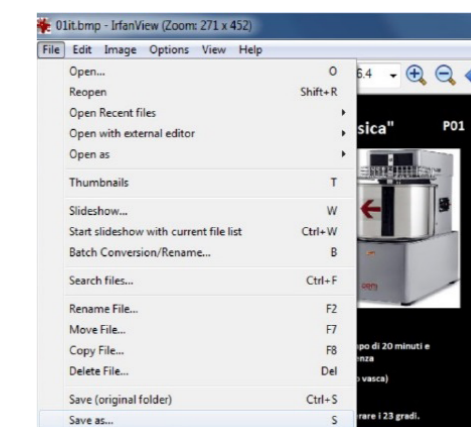 01it.bmp - IrfanView (Zoom: 271 x 452)
File Edit Image Options View Help
Open... O
Reopen Shift+R
Open Recent files
Open with external editor
Open as
Thumbnails T
Slideshow... W
Start slideshow with current file list Ctrl+W
Batch Conversion/Rename... B
Search files... Ctrl+F
Rename File... F2
Move File... F7
Copy File... F8
Delete File... Del
Save (original folder) Ctrl+S
Save as... S
6.4
sica" P01
po di 20 minuti e
enza
o vasca)
rare i 23 gradi.